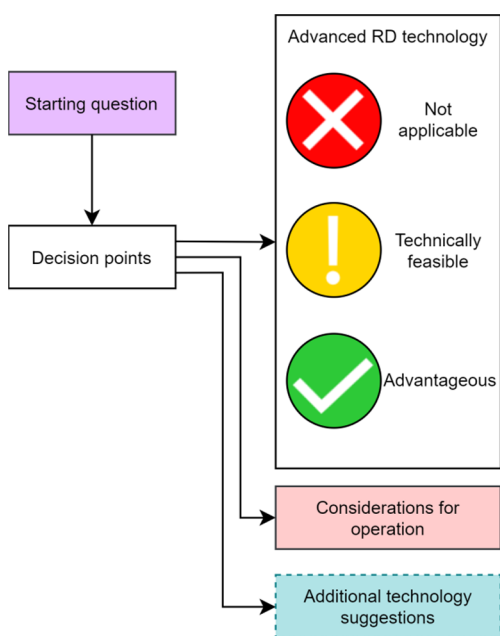 Starting question
Decision points
Advanced RD technology
Not
applicable
Technically
feasible
Advantageous
Considerations for
operation
Additional technology
suggestions